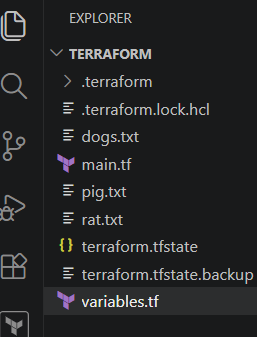 EXPLORER
TERRAFORM
.terraform
.terraform.lock.hcl
dogs.txt
main.tf
pig.txt
rat.txt
terraform.tfstate
terraform.tfstate.backup
variables.tf